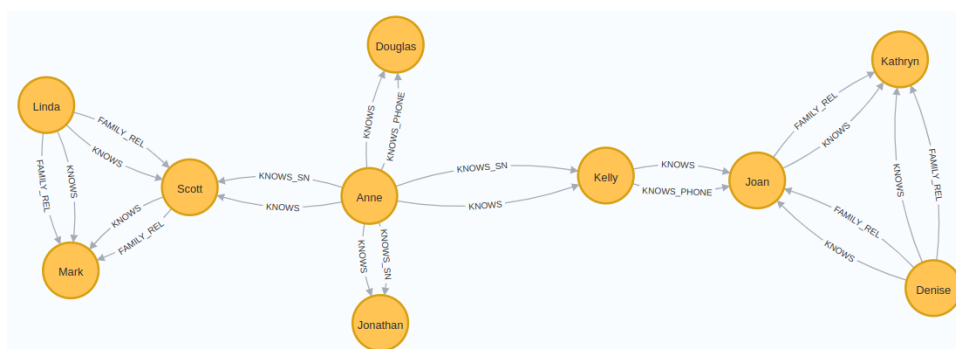 Douglas
Kathryn
Linda
FAMILY_REL
KNOWS
FAMILY_REL
KNOWS
Scott
KNOWS
FAMILY_REL
Mark
KNOWS
KNOWS_PHONE
KNOWS_SN
KNOWS
Anne
KNOWS_SN
KNOWS
KNOWS
KNOWS_SN
Jonathan
Kelly
KNOWS
KNOWS_PHONE
Joan
FAMILY_REL
KNOWS
KNOWS
FAMILY_REL
FAMILY_REL
KNOWS
Denise